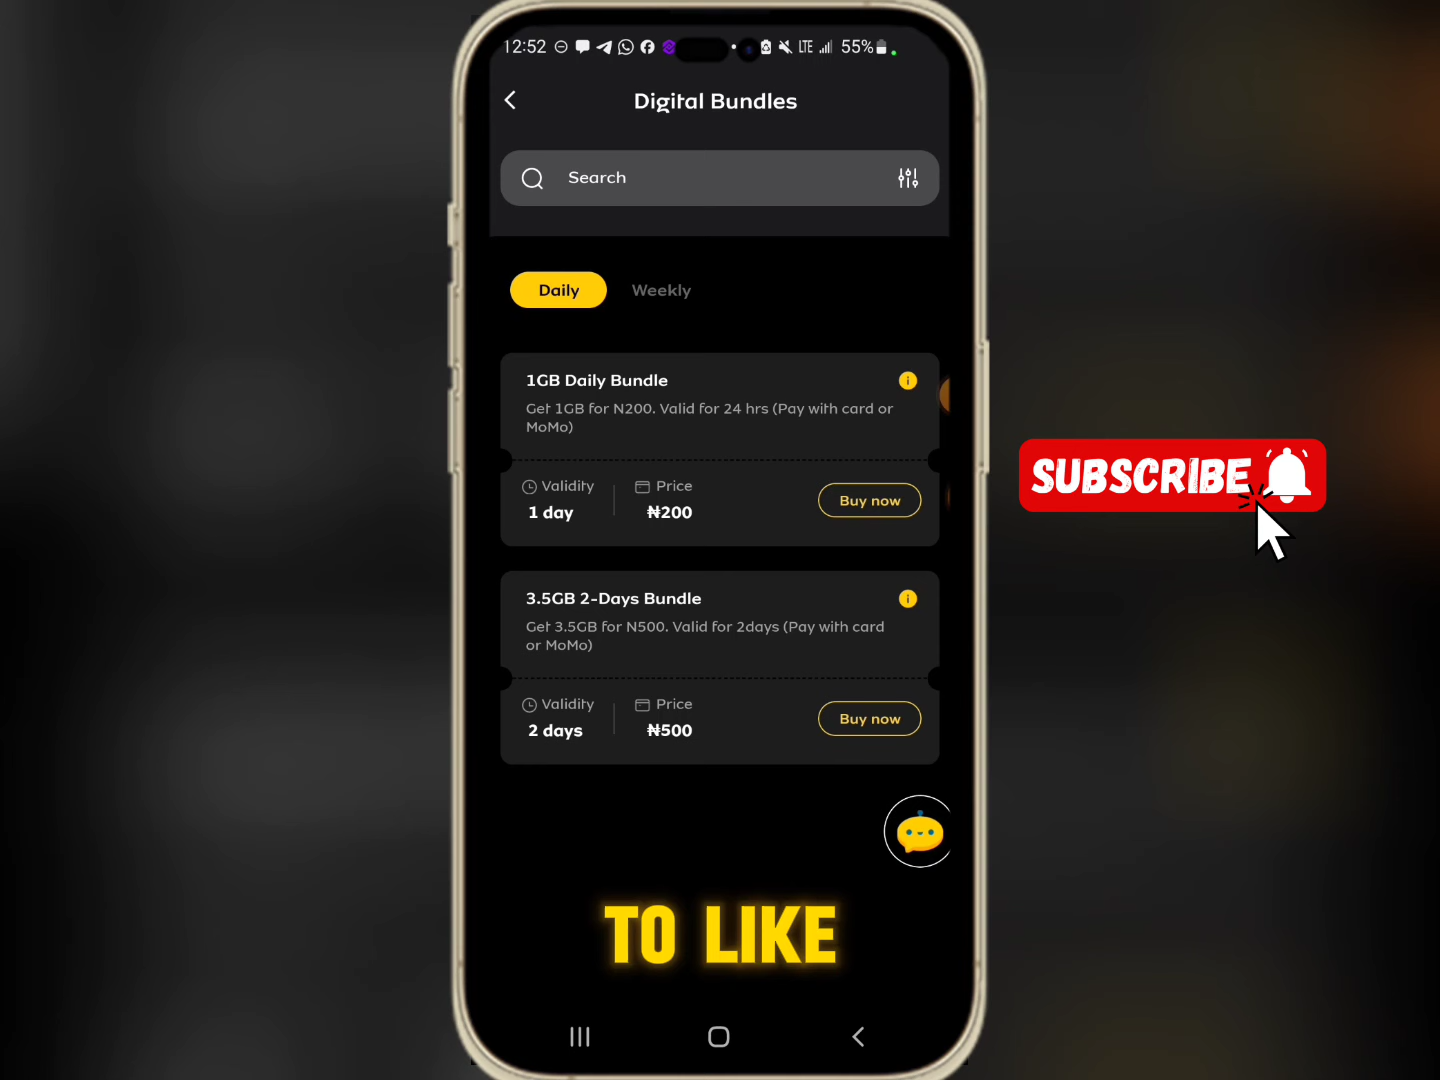 12:52 LTE 55%
Digital Bundles
Search
Daily Weekly
1GB Daily Bundle
Get 1GB for N200. Valid for 24 hrs (Pay with card or
MoMo)
Validity Price
1 day ₦200 Buy now
3.5GB 2-Days Bundle
Get 3.5GB for N500. Valid for 2days (Pay with card
or MoMo)
Validity Price
2 days ₦500 Buy now
SUBSCRIBE
TO LIKE